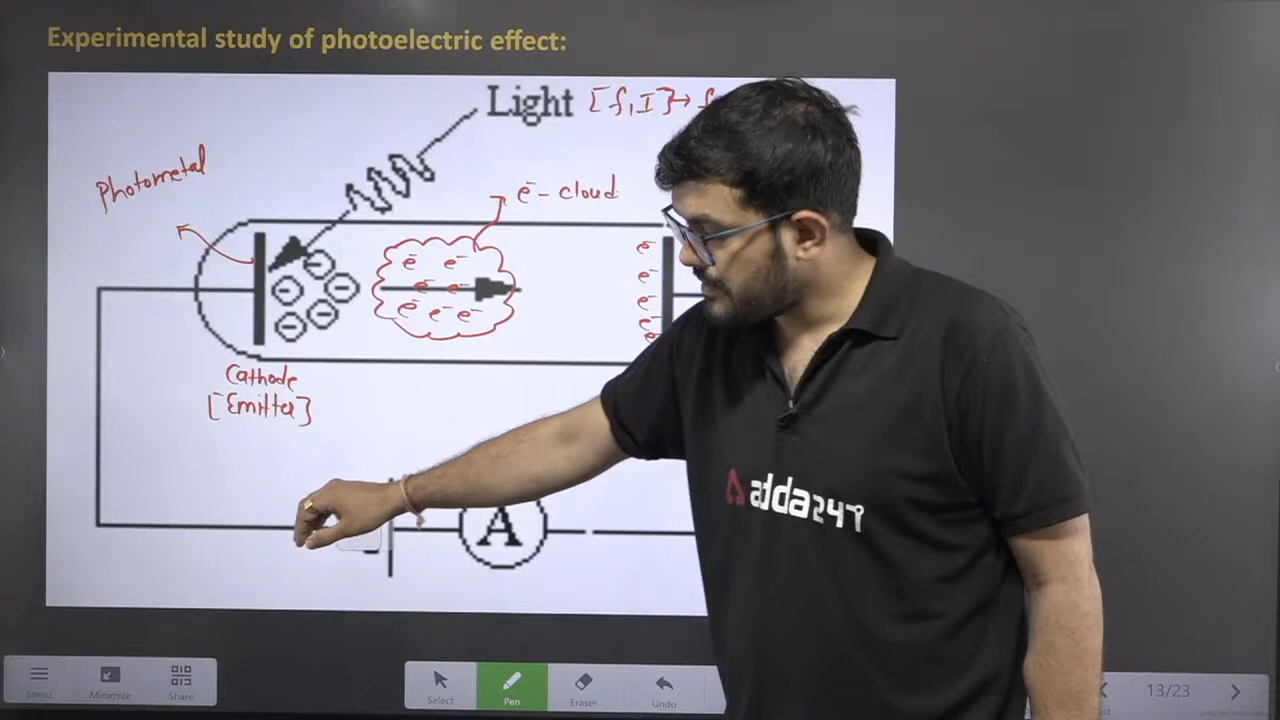 Experimental study of photoelectric effect:
Light [f, I] →
Photometal
e⁻ - cloud
e⁻ e⁻
e⁻ e⁻
e⁻ e⁻ e⁻
e⁻
e⁻
e⁻
e⁻
e⁻
Cathode
[Emitter]
A
adda247
Menu
Minimize
Share
Select
Pen
Eraser
Undo
13/23